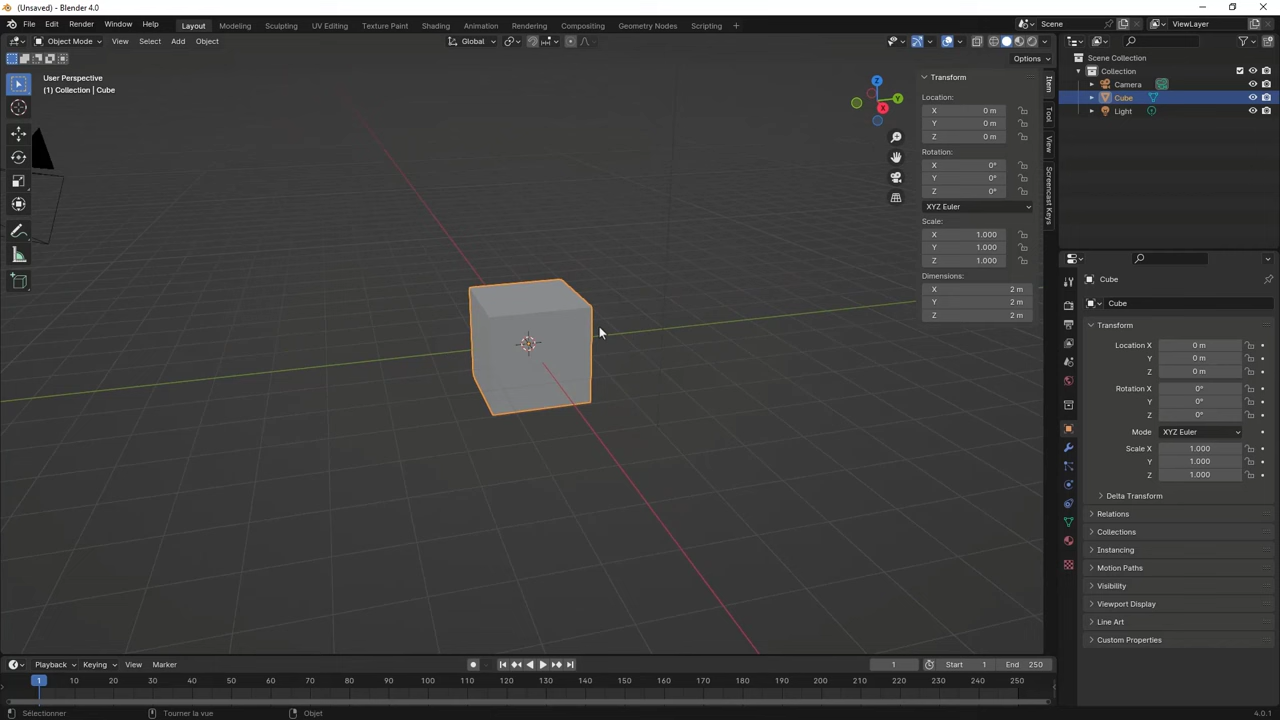 (Unsaved) - Blender 4.0
File Edit Render Window Help Layout Modeling Sculpting UV Editing Texture Paint Shading Animation Rendering Compositing Geometry Nodes Scripting + Scene ViewLayer
Object Mode View Select Add Object Global
Options
User Perspective
(1) Collection | Cube
Z
Y
X
Transform
Location:
X 0 m
Y 0 m
Z 0 m
Rotation:
X 0°
Y 0°
Z 0°
XYZ Euler
Scale:
X 1.000
Y 1.000
Z 1.000
Dimensions:
X 2 m
Y 2 m
Z 2 m
Item
Tool
View
Screencast Keys
Scene Collection
Collection
Camera
Cube
Light
Cube
Cube
Transform
Location X 0 m
Y 0 m
Z 0 m
Rotation X 0°
Y 0°
Z 0°
Mode XYZ Euler
Scale X 1.000
Y 1.000
Z 1.000
Delta Transform
Relations
Collections
Instancing
Motion Paths
Visibility
Viewport Display
Line Art
Custom Properties
Playback Keying View Marker 1 Start 1 End 250
1 10 20 30 40 50 60 70 80 90 100 110 120 130 140 150 160 170 180 190 200 210 220 230 240 250
Sélectionner Tourner la vue Objet 4.0.1